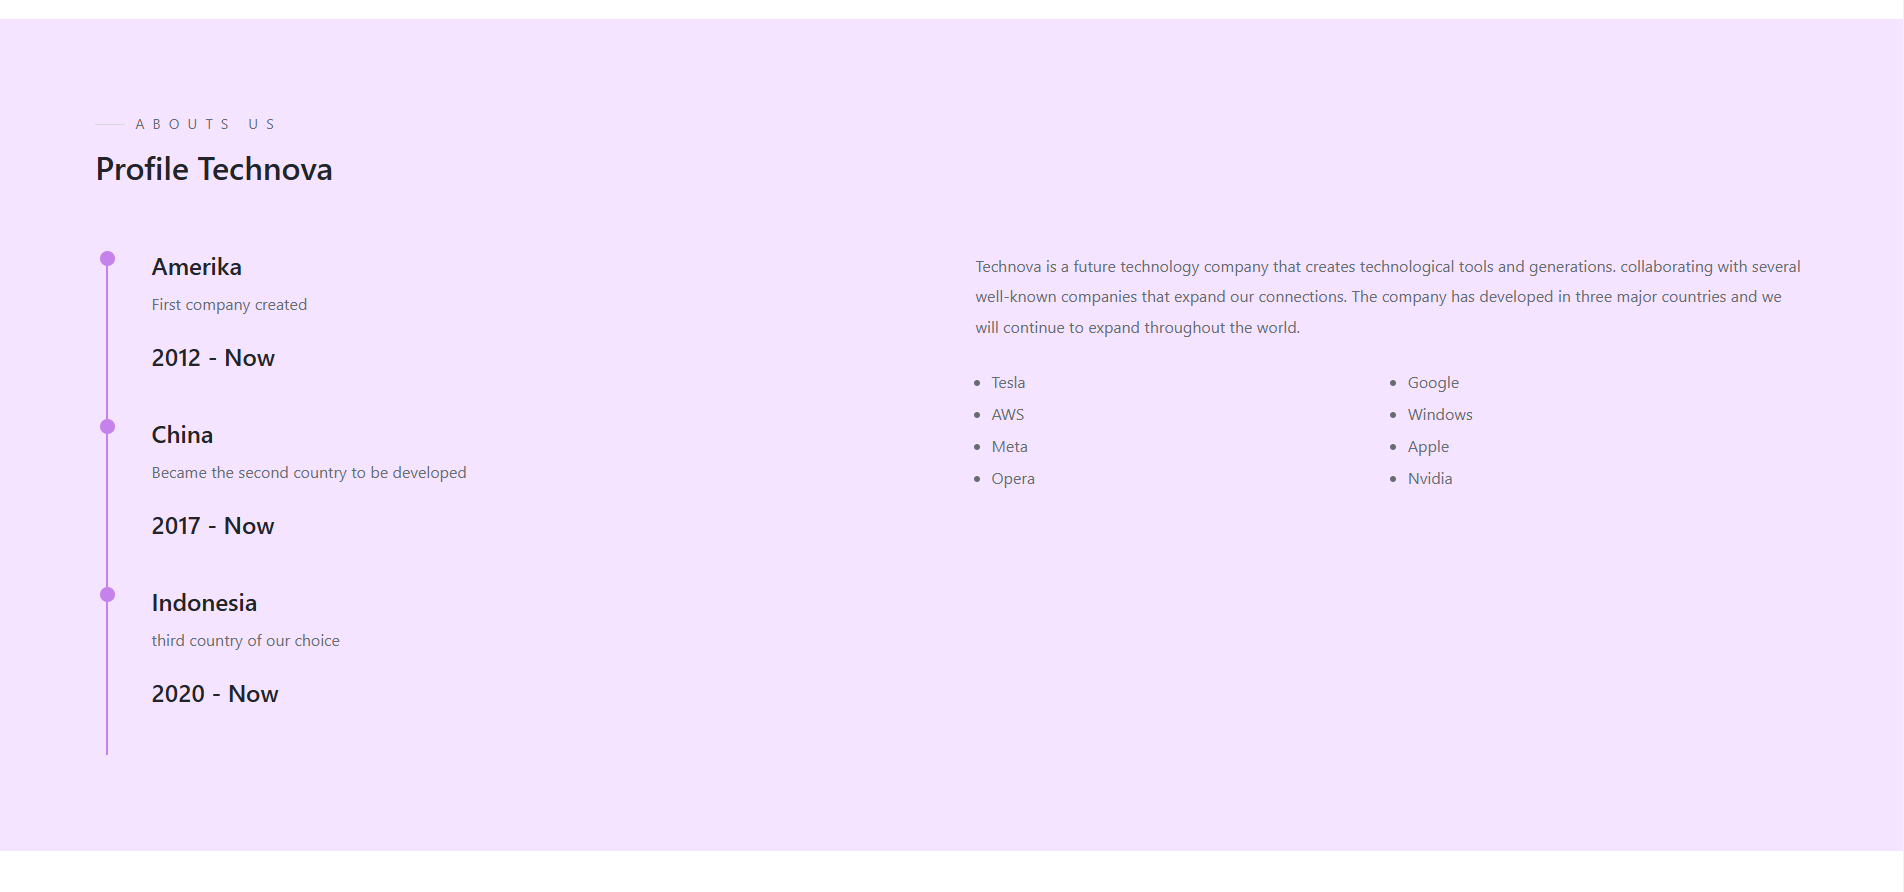 ABOUTS US
Profile Technova
Amerika
First company created
2012 - Now
China
Became the second country to be developed
2017 - Now
Indonesia
third country of our choice
2020 - Now
Technova is a future technology company that creates technological tools and generations. collaborating with several
well-known companies that expand our connections. The company has developed in three major countries and we
will continue to expand throughout the world.
Tesla
AWS
Meta
Opera
Google
Windows
Apple
Nvidia